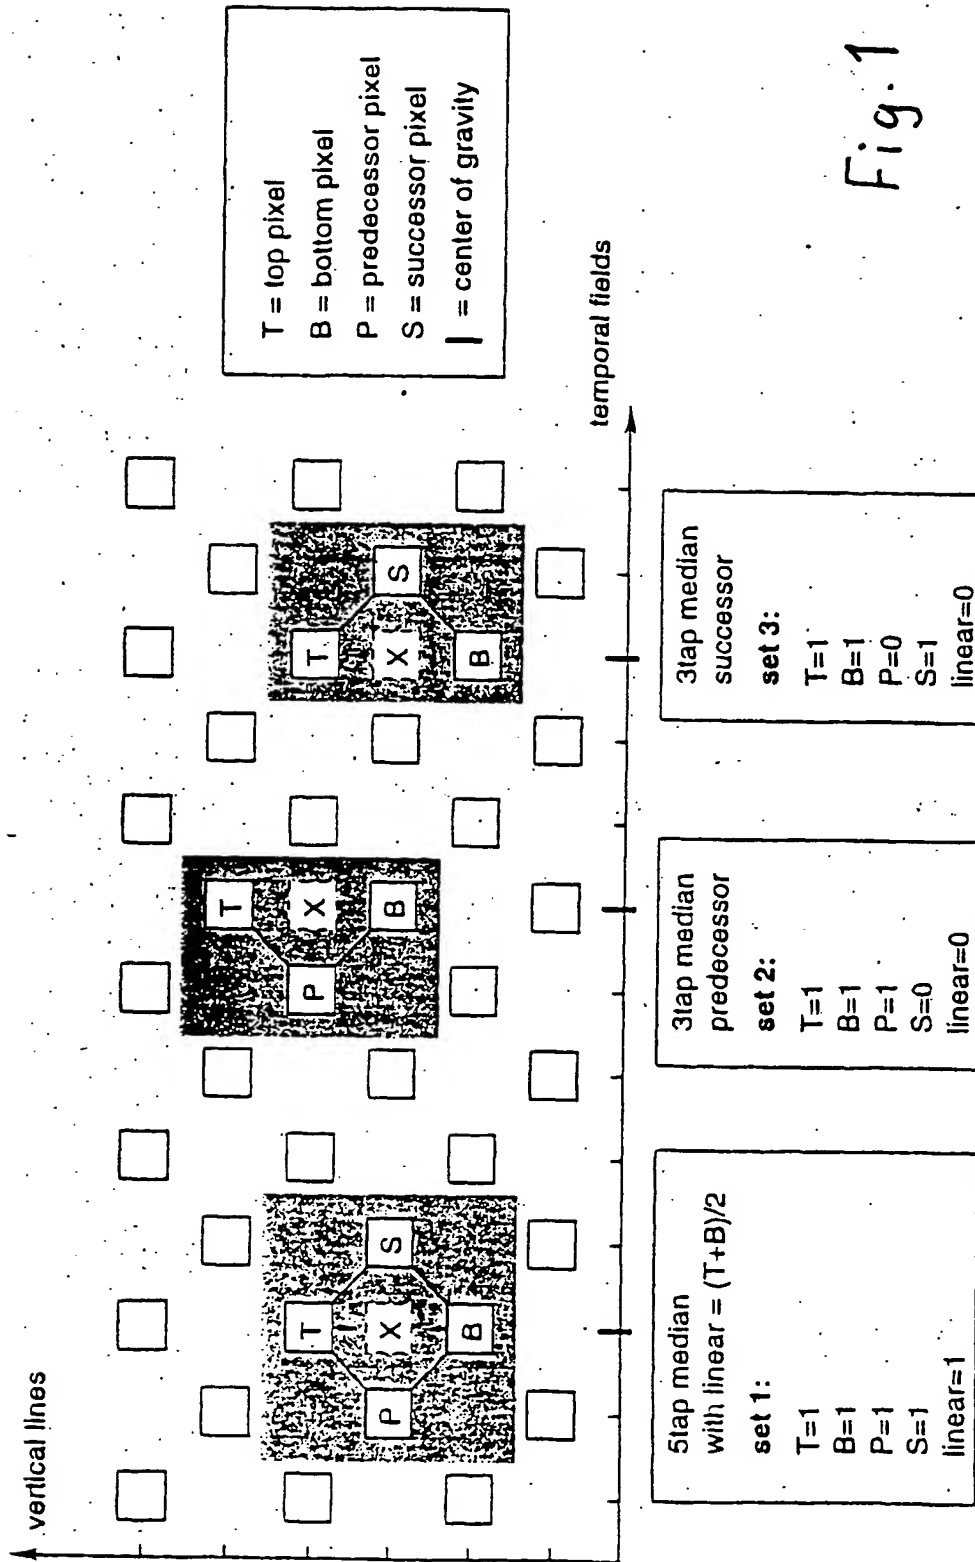 vertical lines
T
P
X
S
B
T
P
X
B
T
X
S
B
temporal fields
T = top pixel
B = bottom pixel
P = predecessor pixel
S = successor pixel
| = center of gravity
5tap median
with linear = (T+B)/2
set 1:
T=1
B=1
P=1
S=1
linear=1
3tap median
predecessor
set 2:
T=1
B=1
P=1
S=0
linear=0
3tap median
successor
set 3:
T=1
B=1
P=0
S=1
linear=0
Fig. 1